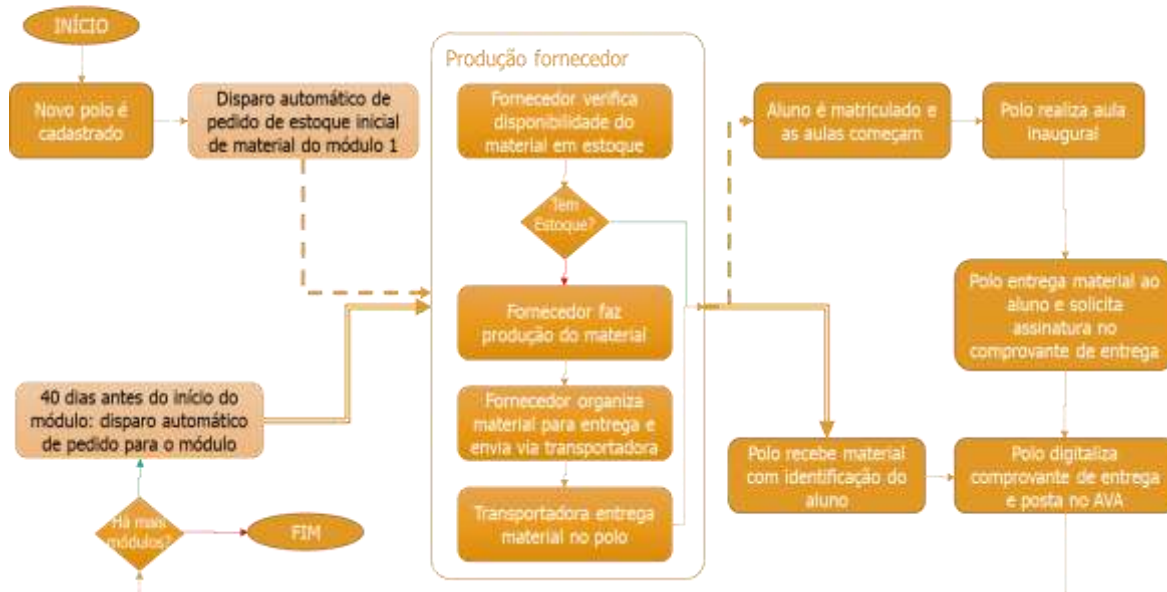 INÍCIO
Novo polo é
cadastrado
Disparo automático de
pedido de estoque inicial
de material do módulo 1
Produção fornecedor
Fornecedor verifica
disponibilidade do
material em estoque
Tem
Estoque?
Fornecedor faz
produção do material
Fornecedor organiza
material para entrega e
envia via transportadora
Transportadora entrega
material no polo
Aluno é matriculado e
as aulas começam
Polo realiza aula
inaugural
Polo entrega material ao
aluno e solicita
assinatura no
comprovante de entrega
Polo recebe material
com identificação do
aluno
Polo digitaliza
comprovante de entrega
e posta no AVA
40 dias antes do início do
módulo: disparo automático
de pedido para o módulo
Há mais
módulos?
FIM